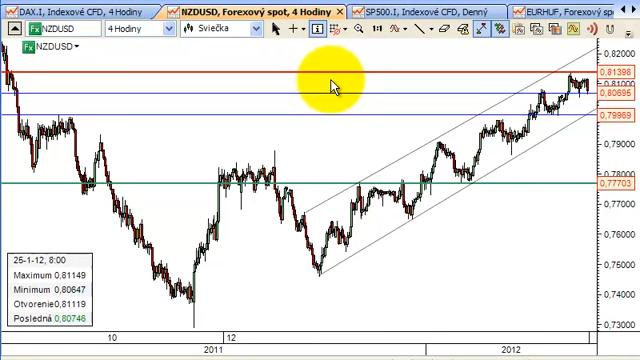 DAX.I, Indexové CFD, 4 Hodiny
NZDUSD, Forexový spot, 4 Hodiny
SP500.I, Indexové CFD, Denný
EURHUF, Forexový
NZDUSD
4 Hodiny
Sviečka
NZDUSD
0,82000
0,81398
0,81000
0,80695
0,79969
0,79000
0,78000
0,77703
0,77000
0,76000
0,75000
0,74000
0,73000
25-1-12, 8:00
Maximum 0,81149
Minimum 0,80647
Otvorenie 0,81119
Posledná 0,80746
10
12
2011
2012